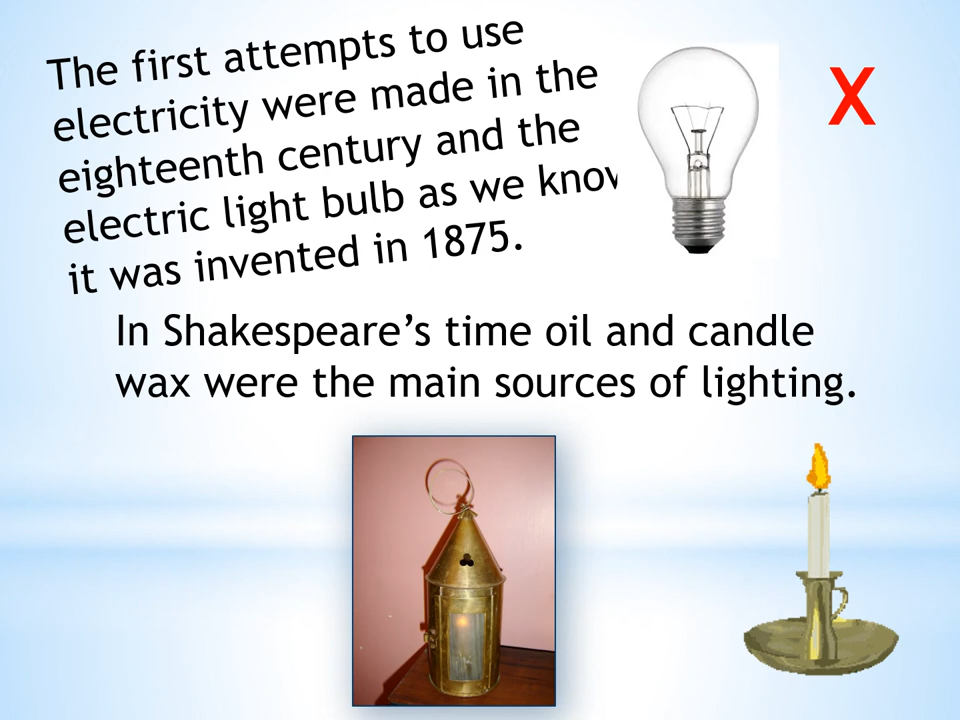 The first attempts to use
electricity were made in the
eighteenth century and the
electric light bulb as we know
it was invented in 1875.
X
In Shakespeare’s time oil and candle
wax were the main sources of lighting.